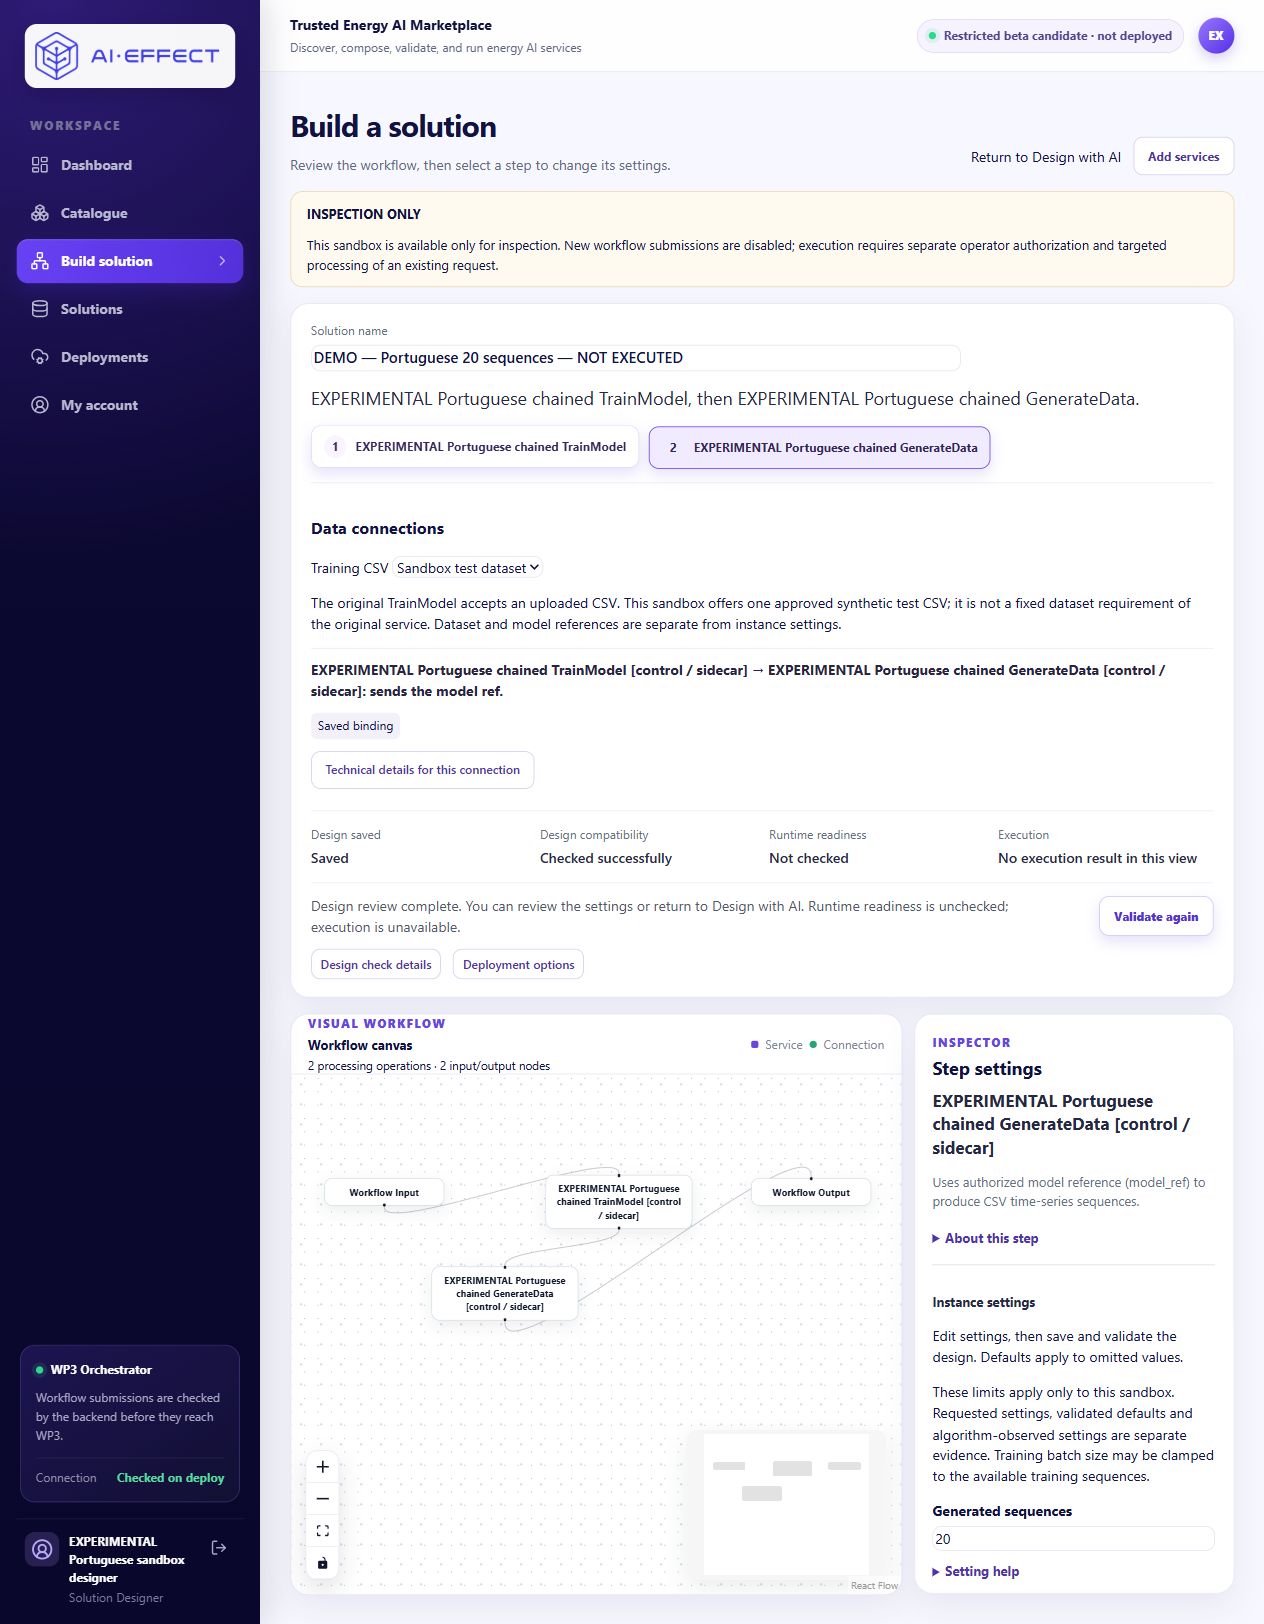 AI·EFFECT
WORKSPACE
Dashboard
Catalogue
Build solution
Solutions
Deployments
My account
WP3 Orchestrator
Workflow submissions are checked
by the backend before they reach
WP3.
Connection
Checked on deploy
EXPERIMENTAL
Portuguese sandbox
designer
Solution Designer
Trusted Energy AI Marketplace
Discover, compose, validate, and run energy AI services
Restricted beta candidate · not deployed
EX
Build a solution
Review the workflow, then select a step to change its settings.
Return to Design with AI
Add services
INSPECTION ONLY
This sandbox is available only for inspection. New workflow submissions are disabled; execution requires separate operator authorization and targeted
processing of an existing request.
Solution name
DEMO — Portuguese 20 sequences — NOT EXECUTED
EXPERIMENTAL Portuguese chained TrainModel, then EXPERIMENTAL Portuguese chained GenerateData.
1 EXPERIMENTAL Portuguese chained TrainModel
2 EXPERIMENTAL Portuguese chained GenerateData
Data connections
Training CSV Sandbox test dataset
The original TrainModel accepts an uploaded CSV. This sandbox offers one approved synthetic test CSV; it is not a fixed dataset requirement of
the original service. Dataset and model references are separate from instance settings.
EXPERIMENTAL Portuguese chained TrainModel [control / sidecar] → EXPERIMENTAL Portuguese chained GenerateData [control /
sidecar]: sends the model ref.
Saved binding
Technical details for this connection
Design saved
Saved
Design compatibility
Checked successfully
Runtime readiness
Not checked
Execution
No execution result in this view
Design review complete. You can review the settings or return to Design with AI. Runtime readiness is unchecked;
execution is unavailable.
Validate again
Design check details
Deployment options
VISUAL WORKFLOW
Workflow canvas
2 processing operations · 2 input/output nodes
Service
Connection
Workflow Input
EXPERIMENTAL Portuguese
chained TrainModel [control
/ sidecar]
Workflow Output
EXPERIMENTAL Portuguese
chained GenerateData
[control / sidecar]
React Flow
INSPECTOR
Step settings
EXPERIMENTAL Portuguese
chained GenerateData [control /
sidecar]
Uses authorized model reference (model_ref) to
produce CSV time-series sequences.
About this step
Instance settings
Edit settings, then save and validate the
design. Defaults apply to omitted values.
These limits apply only to this sandbox.
Requested settings, validated defaults and
algorithm-observed settings are separate
evidence. Training batch size may be clamped
to the available training sequences.
Generated sequences
20
Setting help